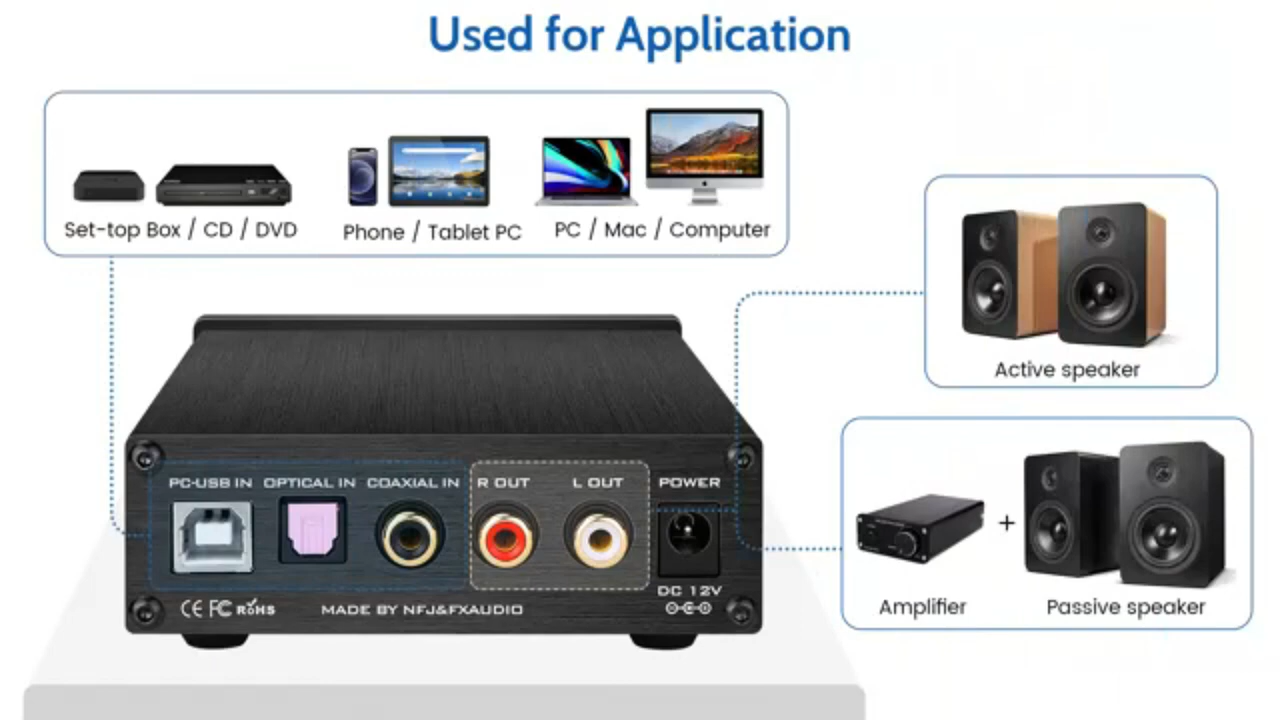 Used for Application
Set-top Box / CD / DVD
Phone / Tablet PC
PC / Mac / Computer
Active speaker
PC-USB IN OPTICAL IN COAXIAL IN R OUT L OUT POWER
DC 12V
CE FC RoHS MADE BY NFJ&FXAUDIO
+
Amplifier
Passive speaker